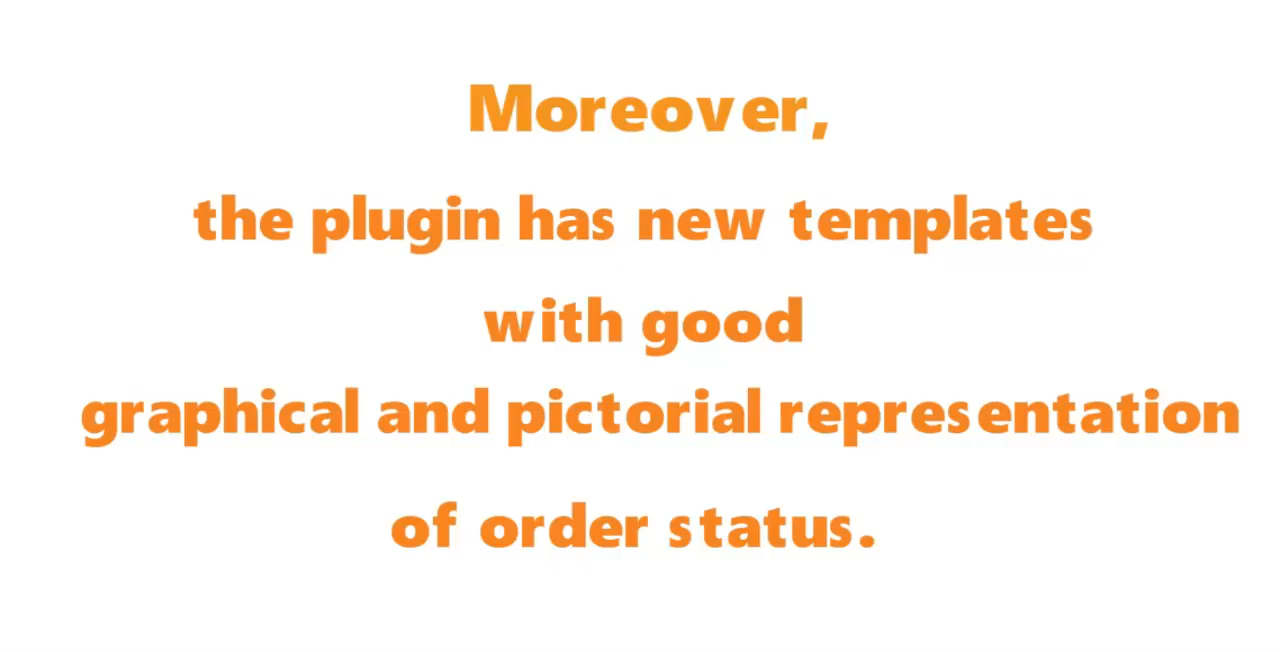 Moreover,
the plugin has new templates
with good
graphical and pictorial representation
of order status.